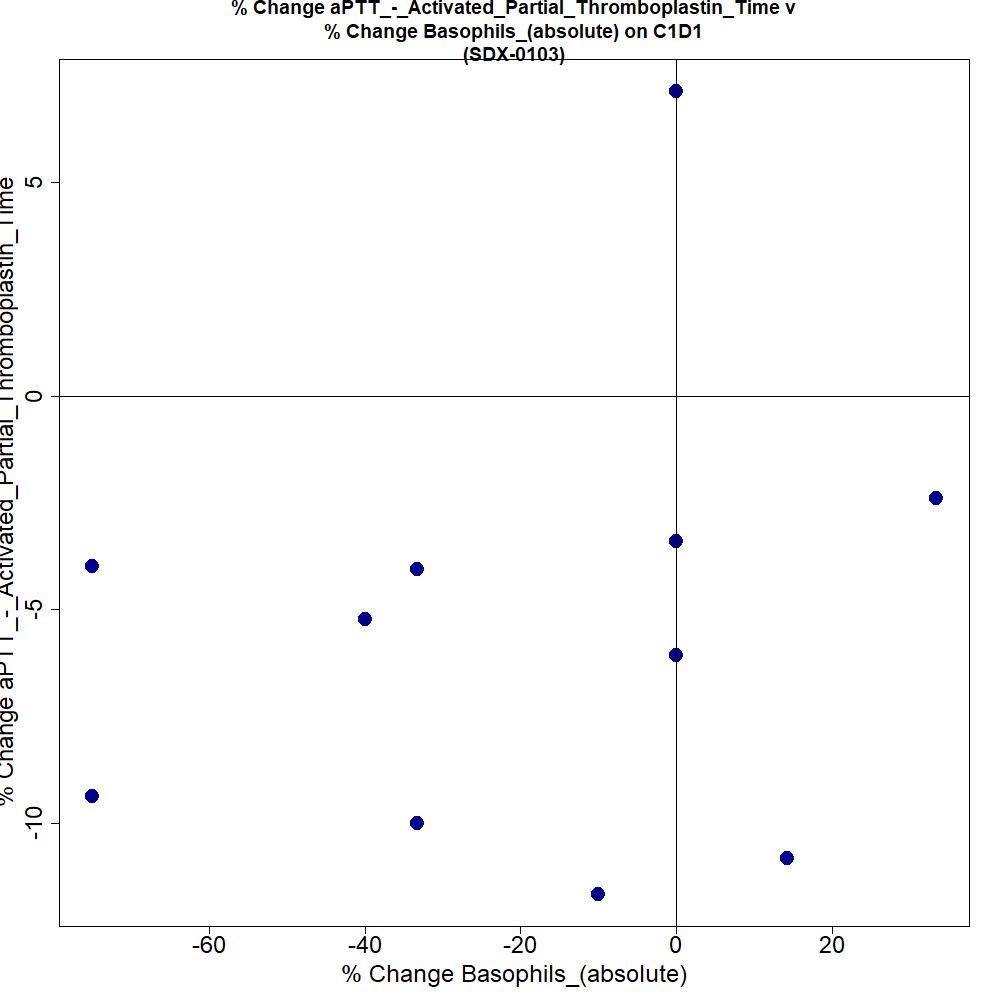 % Change aPTT_-_Activated_Partial_Thromboplastin_Time v
% Change Basophils_(absolute) on C1D1
(SDX-0103)
% Change aPTT_-_Activated_Partial_Thromboplastin_Time
5
0
-5
-10
-60
-40
-20
0
20
% Change Basophils_(absolute)